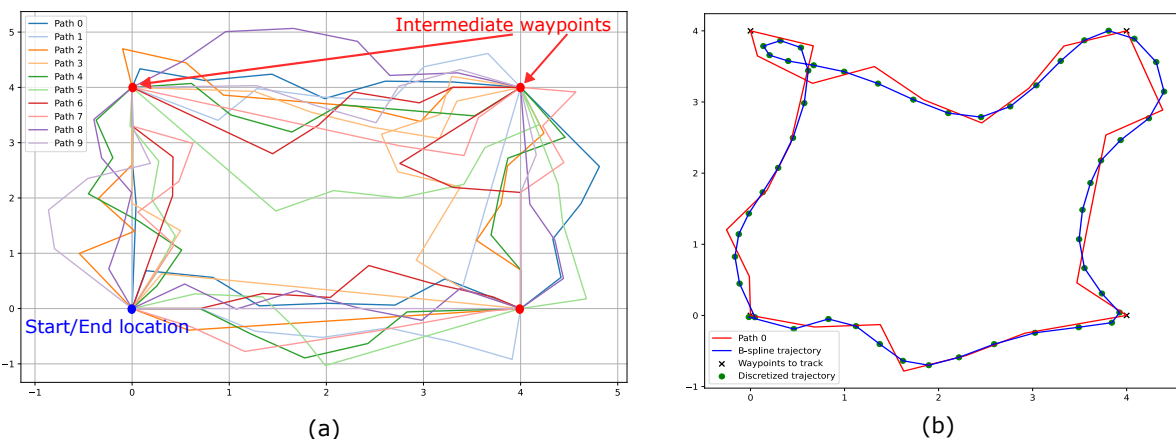 Path 0
Path 1
Path 2
Path 3
Path 4
Path 5
Path 6
Path 7
Path 8
Path 9
Intermediate waypoints
Start/End location
5
4
3
2
1
0
−1
−1
0
1
2
3
4
5
(a)
4
3
2
1
0
−1
Path 0
B-spline trajectory
Waypoints to track
Discretized trajectory
0
1
2
3
4
(b)